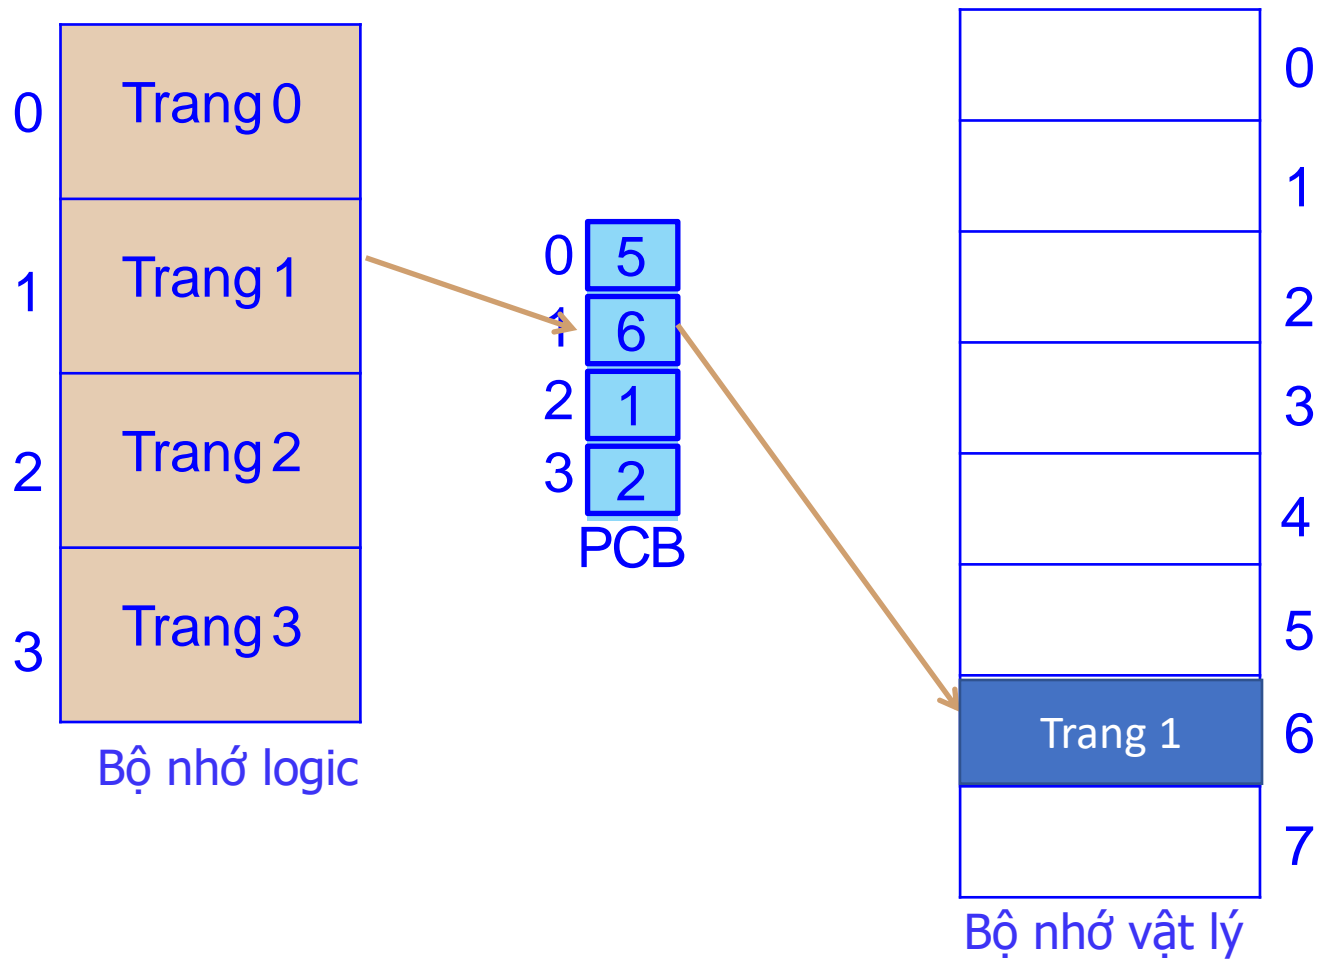 0 Trang 0
1 Trang 1
2 Trang 2
3 Trang 3
Bộ nhớ logic
0 5
1 6
2 1
3 2
PCB
0
1
2
3
4
5
Trang 1 6
7
Bộ nhớ vật lý